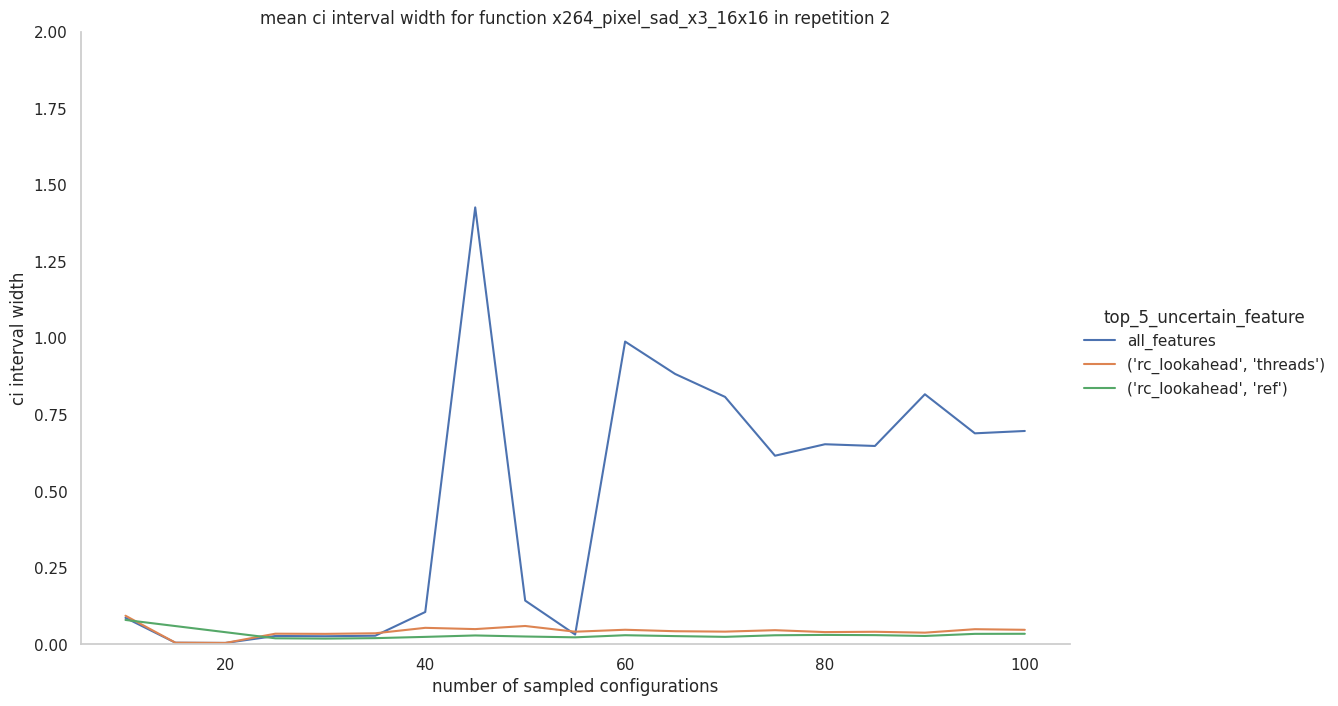 mean ci interval width for function x264_pixel_sad_x3_16x16 in repetition 2
2.00
1.75
1.50
1.25
1.00
0.75
0.50
0.25
0.00
ci interval width
20
40
60
80
100
number of sampled configurations
top_5_uncertain_feature
all_features
('rc_lookahead', 'threads')
('rc_lookahead', 'ref')